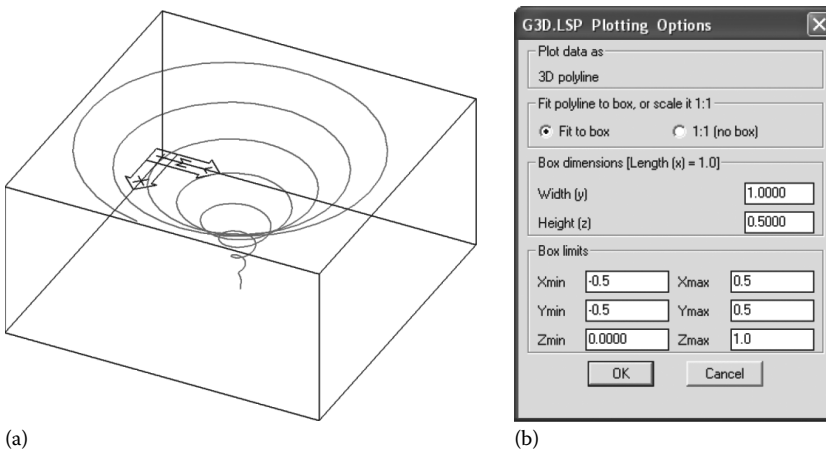 X
Y
(a)
G3D.LSP Plotting Options
Plot data as
3D polyline
Fit polyline to box, or scale it 1:1
Fit to box 1:1 (no box)
Box dimensions [Length (x) = 1.0]
Width (y) 1.0000
Height (z) 0.5000
Box limits
Xmin -0.5 Xmax 0.5
Ymin -0.5 Ymax 0.5
Zmin 0.0000 Zmax 1.0
OK Cancel
(b)